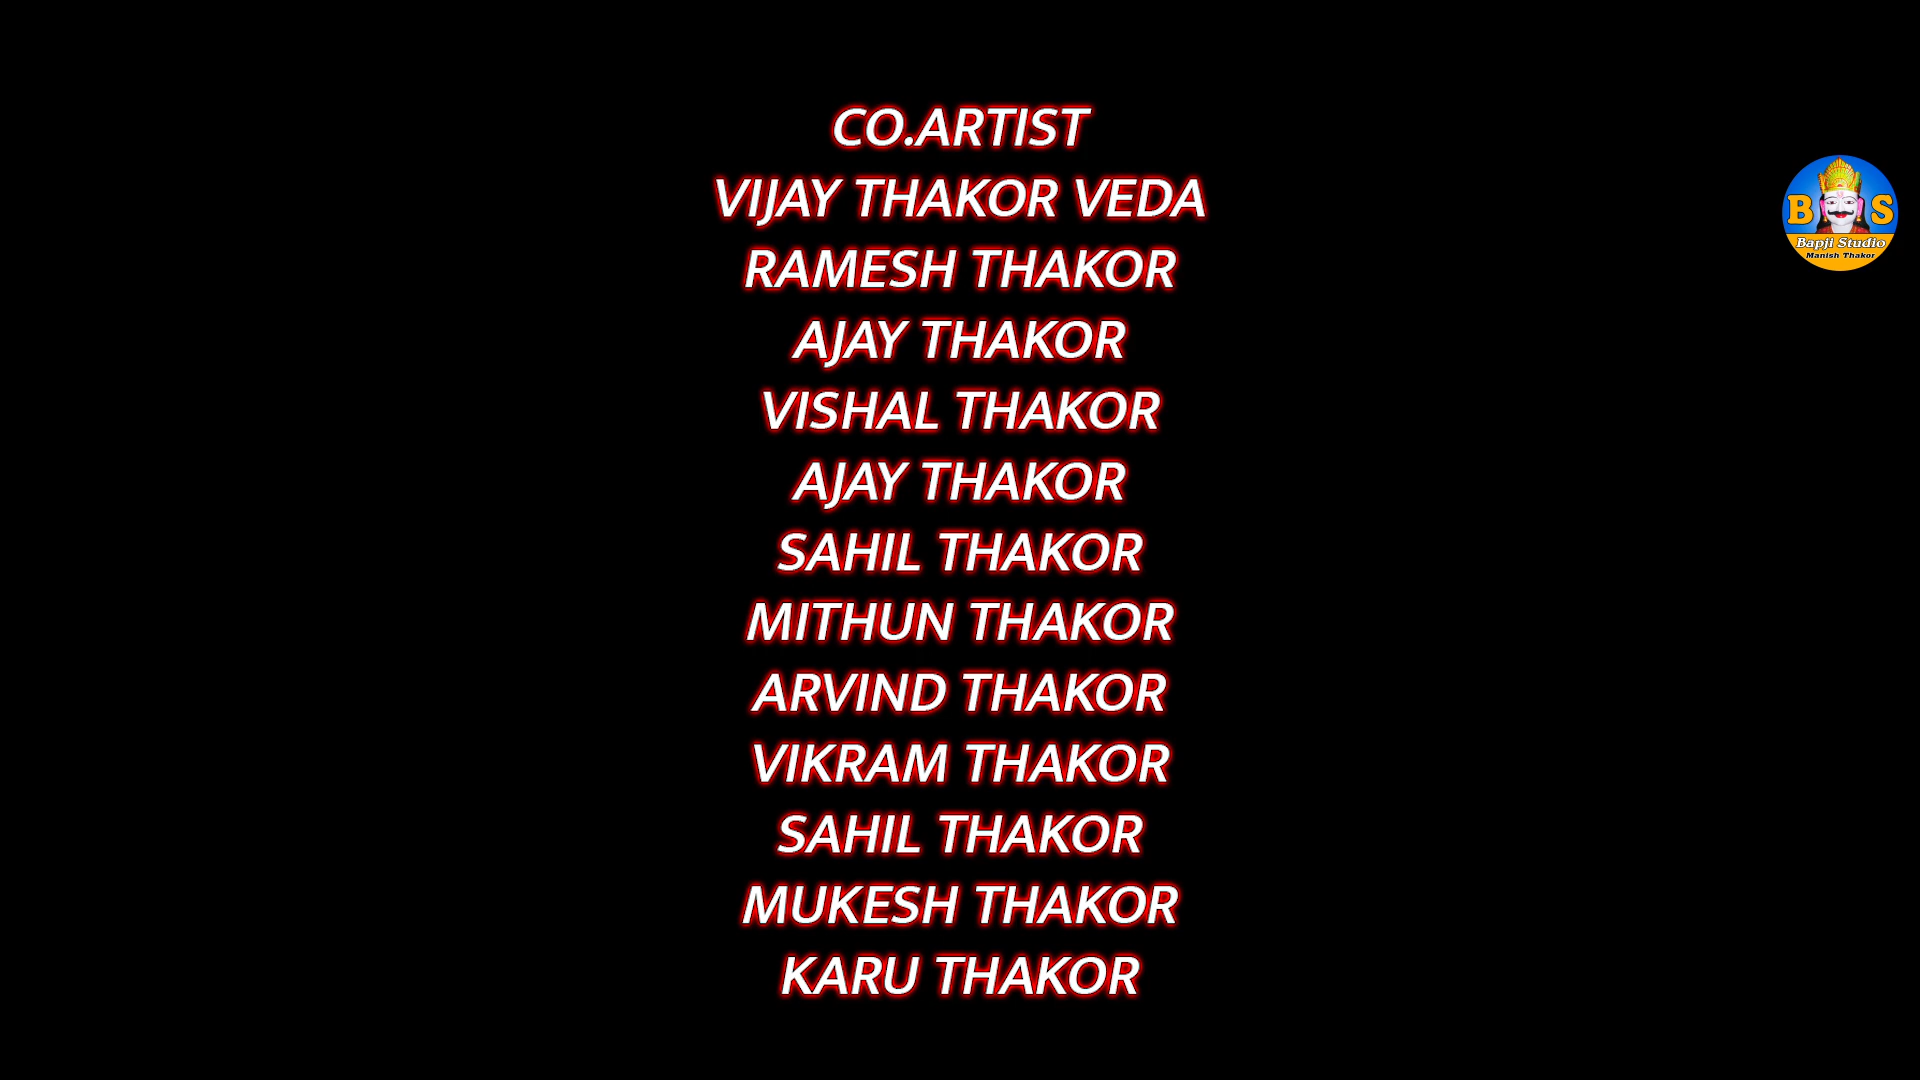 CO.ARTIST
VIJAY THAKOR VEDA
RAMESH THAKOR
AJAY THAKOR
VISHAL THAKOR
AJAY THAKOR
SAHIL THAKOR
MITHUN THAKOR
ARVIND THAKOR
VIKRAM THAKOR
SAHIL THAKOR
MUKESH THAKOR
KARU THAKOR
B S
Bapji Studio
Manish Thakor